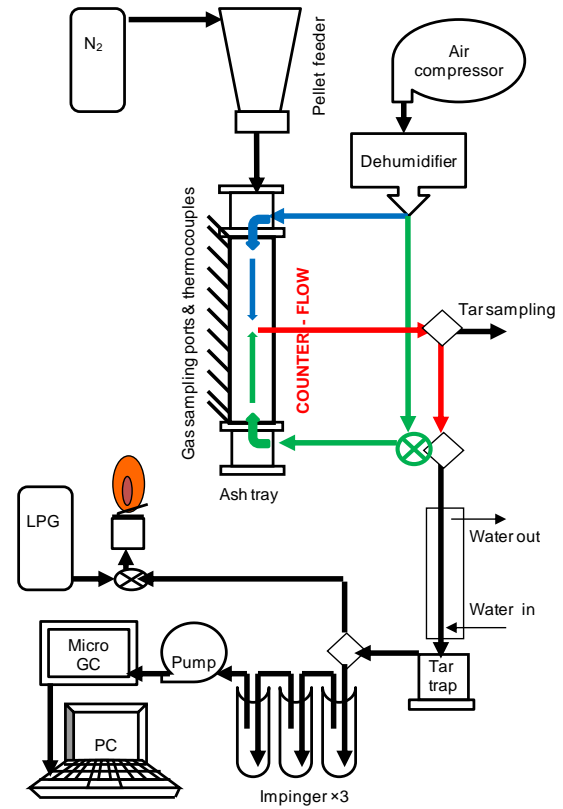 N2
Pellet feeder
Air
compressor
Dehumidifier
Gas sampling ports & thermocouples
COUNTER - FLOW
Tar sampling
Ash tray
LPG
Water out
Water in
Micro
GC
Pump
Tar
trap
PC
Impinger ×3